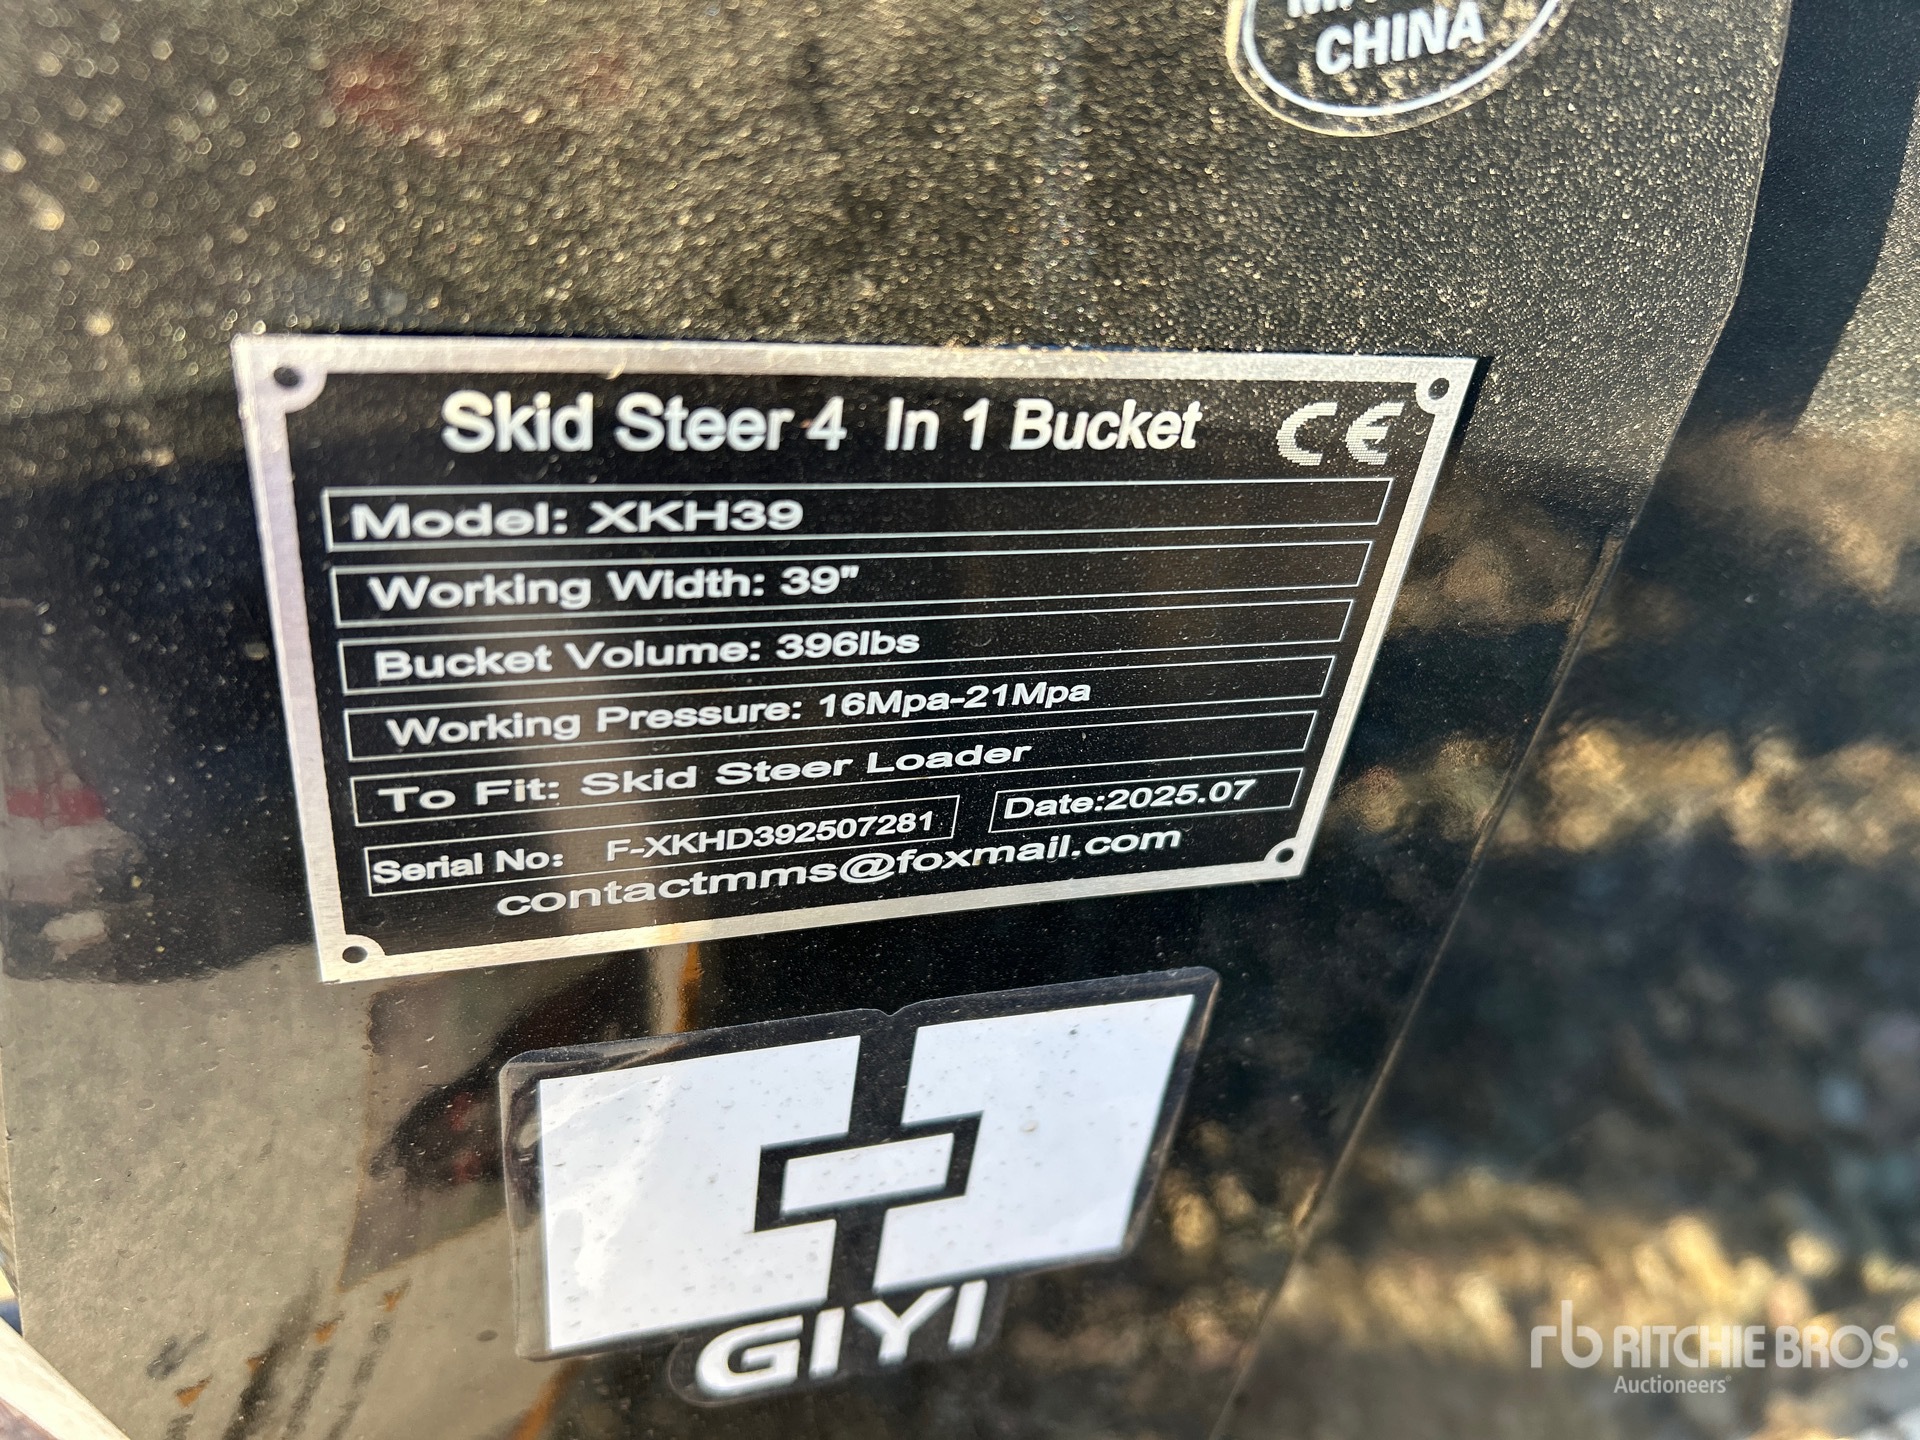 CHINA
Skid Steer 4 In 1 Bucket CE
Model: XKH39
Working Width: 39"
Bucket Volume: 396lbs
Working Pressure: 16Mpa-21Mpa
To Fit: Skid Steer Loader
Serial No: F-XKHD392507281 Date:2025.07
contactmms@foxmail.com
GIYI
rb RITCHIE BROS.
Auctioneers